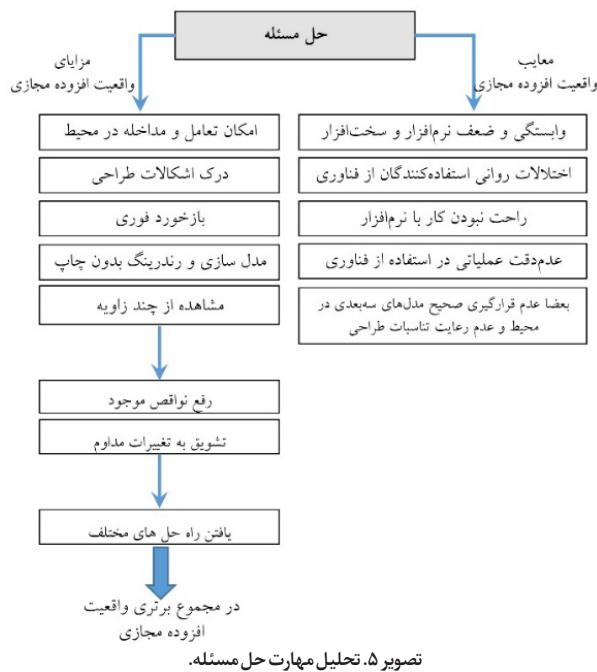 حل مسئله
معایب
واقعیت افزوده مجازی
وابستگی و ضعف نرم‌افزار و سخت‌افزار
اختلالات روانی استفاده‌کنندگان از فناوری
راحت نبودن کار با نرم‌افزار
عدم‌دقت عملیاتی در استفاده از فناوری
بعضا عدم قرارگیری صحیح مدل‌های سه‌بعدی در
محیط و عدم رعایت تناسبات طراحی
مزایای
واقعیت افزوده مجازی
امکان تعامل و مداخله در محیط
درک اشکالات طراحی
بازخورد فوری
مدل سازی و رندرینگ بدون چاپ
مشاهده از چند زاویه
رفع نواقص موجود
تشویق به تغییرات مداوم
یافتن راه حل های مختلف
در مجموع برتری واقعیت
افزوده مجازی
تصویر ۵. تحلیل مهارت حل مسئله.